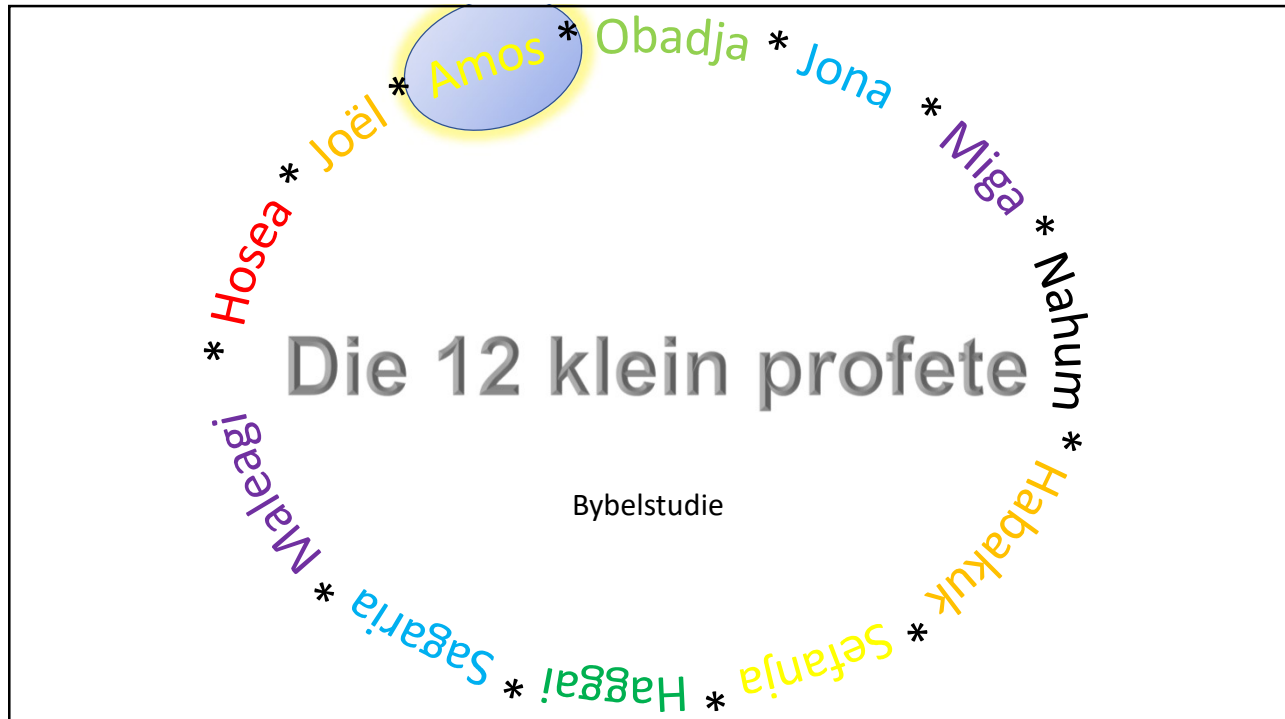 * Hosea * Joël * Amos * Obadja * Jona * Miga * Nahum * Habakuk * Sefanja * Haggai * Sagaria * Maleagi
Die 12 klein profete
Bybelstudie